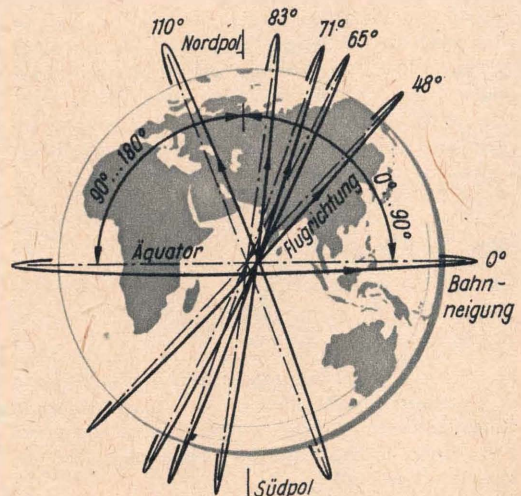 110°
Nordpol
83°
71°
65°
48°
90°...180°
0°...90°
Flugrichtung
Äquator
0°
Bahn-
neigung
Südpol